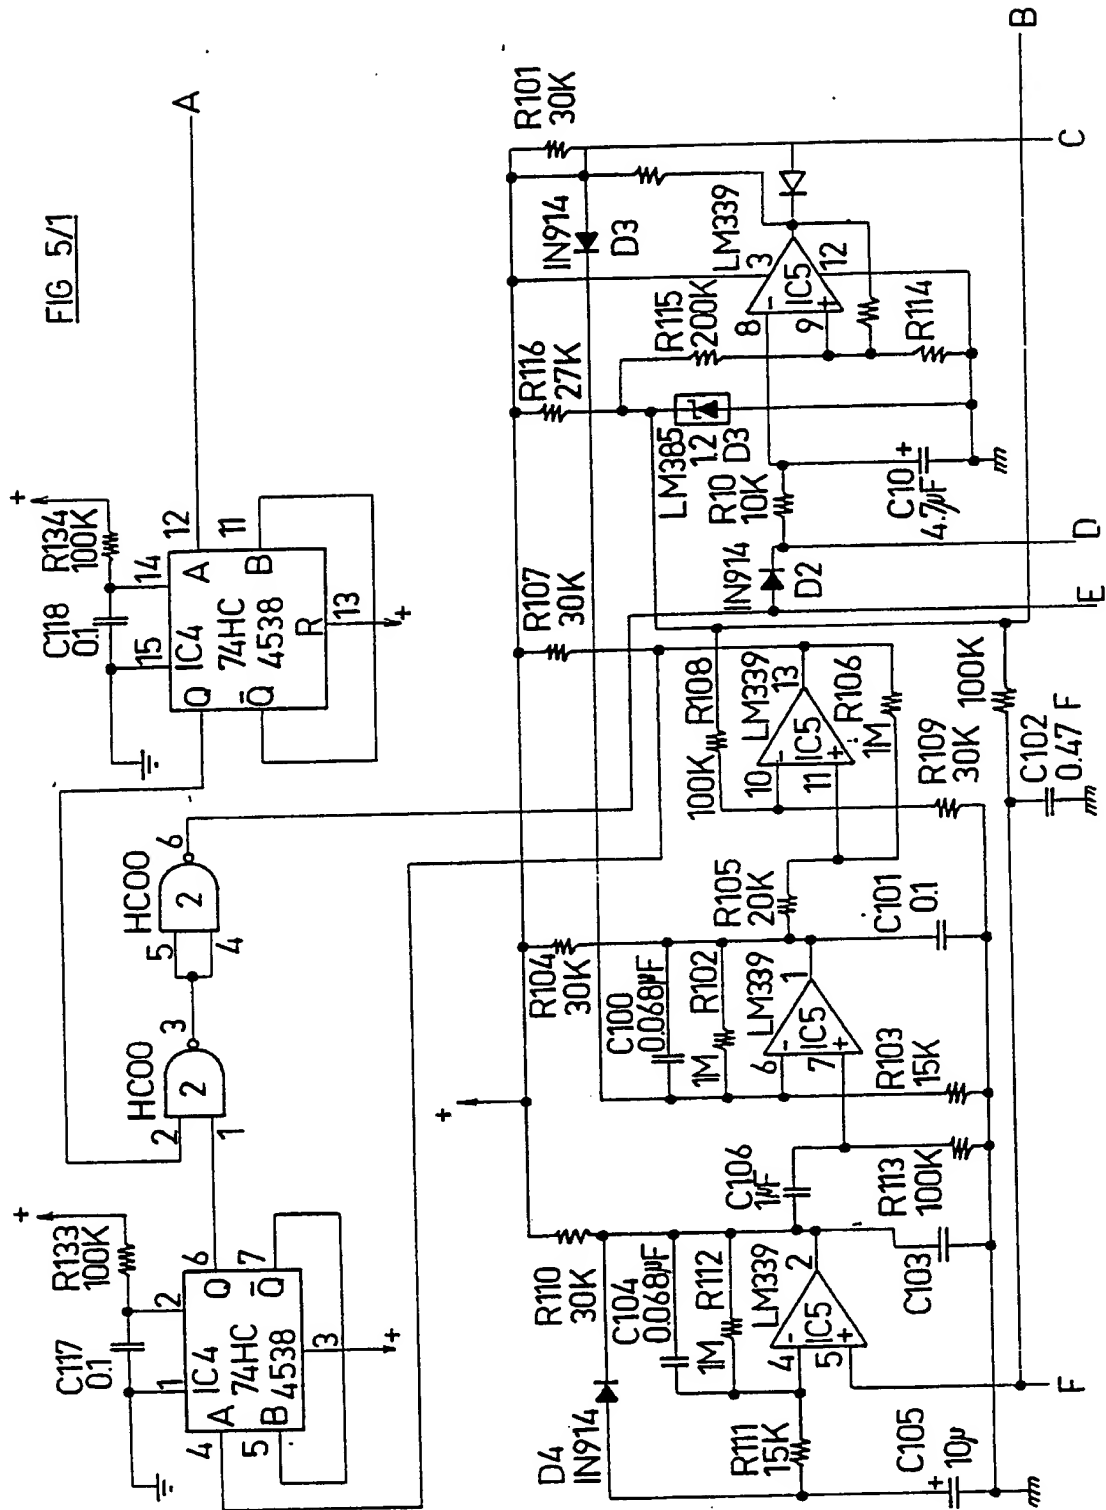 FIG 5/1
A
+
R134
100K
C118
0.1
14
12
15
A
IC4
11
Q
74HC
4538
B
Q̄
R
13
+
HC00
2
6
5
4
HC00
2
3
2
1
+
R133
100K
C117
0.1
2
6
1
Q
IC4
7
A
74HC
4538
Q̄
4
B
3
5
+
R101
30K
IN914
D3
LM339
3
IC5
12
8
-
9
+
R115
200K
R114
R116
27K
LM385
1.2
D3
R10
10K
C10
4.7µF
+
IN914
D2
R107
30K
R108
100K
LM339
13
IC5
10
-
11
+
R106
1M
R109
30K
100K
C102
0.47 F
+
R104
30K
C100
0.068µF
R102
1M
LM339
1
IC5
6
-
7
+
R103
15K
R105
20K
C101
0.1
R110
30K
C104
0.068µF
R112
1M
LM339
2
IC5
4
-
5
+
C106
1µF
R113
100K
C103
D4
IN914
R111
15K
C105
10µ
+
B
C
D
E
F